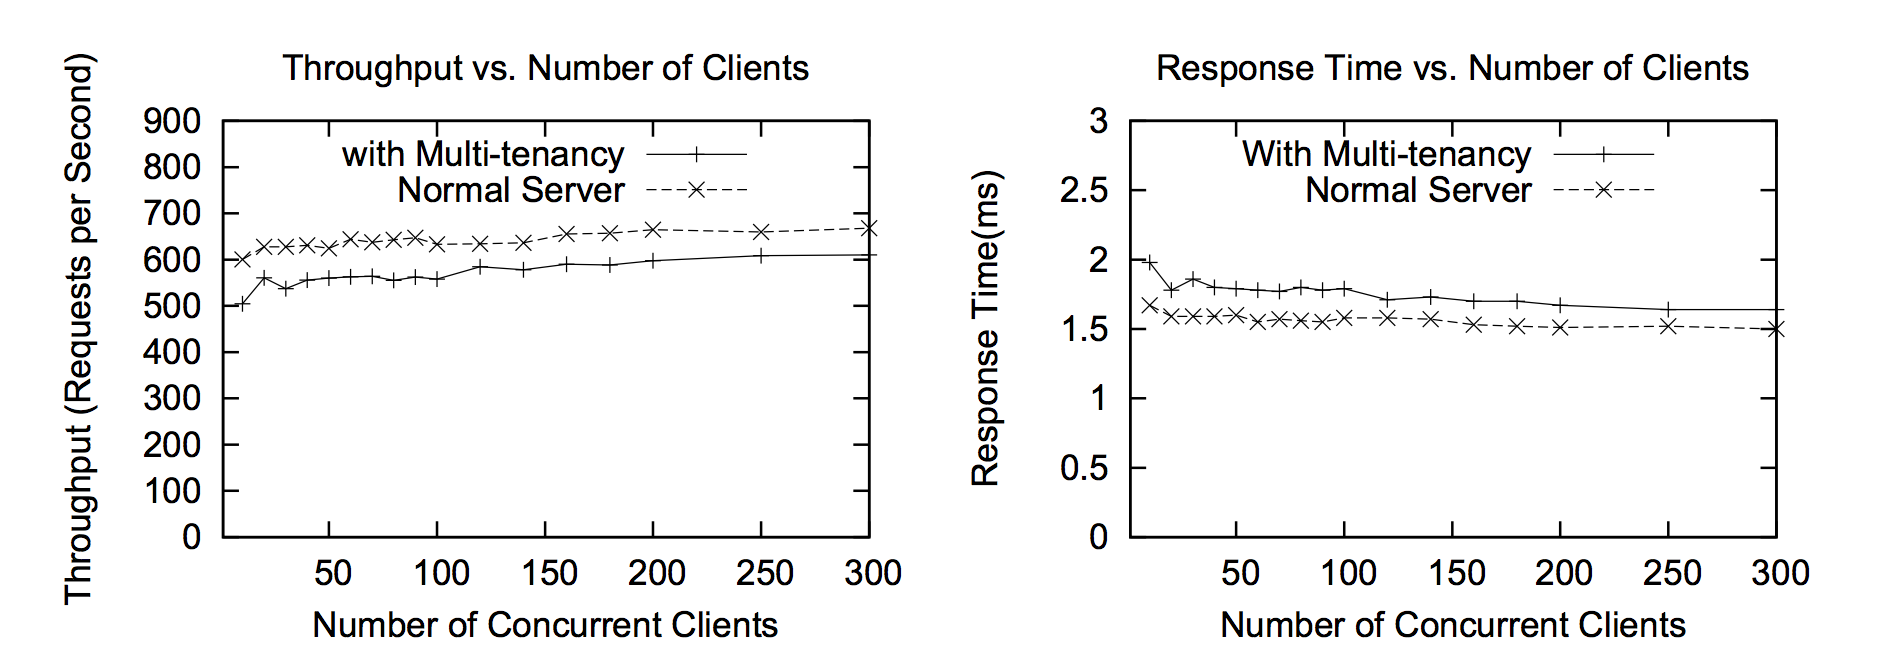 Throughput vs. Number of Clients
Throughput (Requests per Second)
900
800
700
600
500
400
300
200
100
0
with Multi-tenancy
Normal Server
50 100 150 200 250 300
Number of Concurrent Clients
Response Time vs. Number of Clients
Response Time(ms)
3
2.5
2
1.5
1
0.5
0
With Multi-tenancy
Normal Server
50 100 150 200 250 300
Number of Concurrent Clients